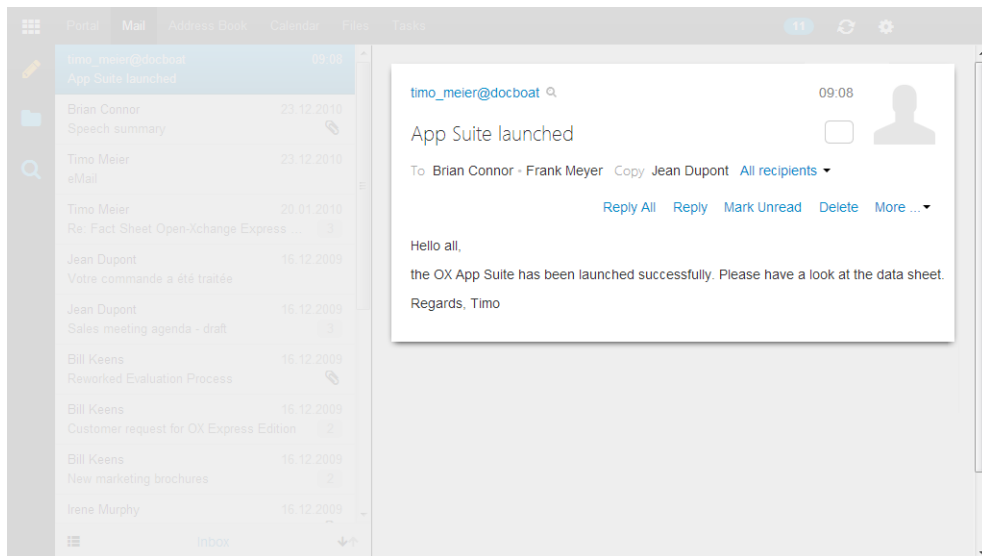 Portal Mail Address Book Calendar Files Tasks 11
timo_meier@docboat 09:08
App Suite launched
Brian Connor 23.12.2010
Speech summary
Timo Meier 23.12.2010
eMail
Timo Meier 20.01.2010
Re: Fact Sheet Open-Xchange Express ... 3
Jean Dupont 16.12.2009
Votre commande a été traitée
Jean Dupont 16.12.2009
Sales meeting agenda - draft 3
Bill Keens 16.12.2009
Reworked Evaluation Process
Bill Keens 16.12.2009
Customer request for OX Express Edition 2
Bill Keens 16.12.2009
New marketing brochures 2
Irene Murphy 16.12.2009
Inbox
timo_meier@docboat 09:08
App Suite launched
To Brian Connor • Frank Meyer Copy Jean Dupont All recipients
Reply All Reply Mark Unread Delete More ...
Hello all,
the OX App Suite has been launched successfully. Please have a look at the data sheet.
Regards, Timo